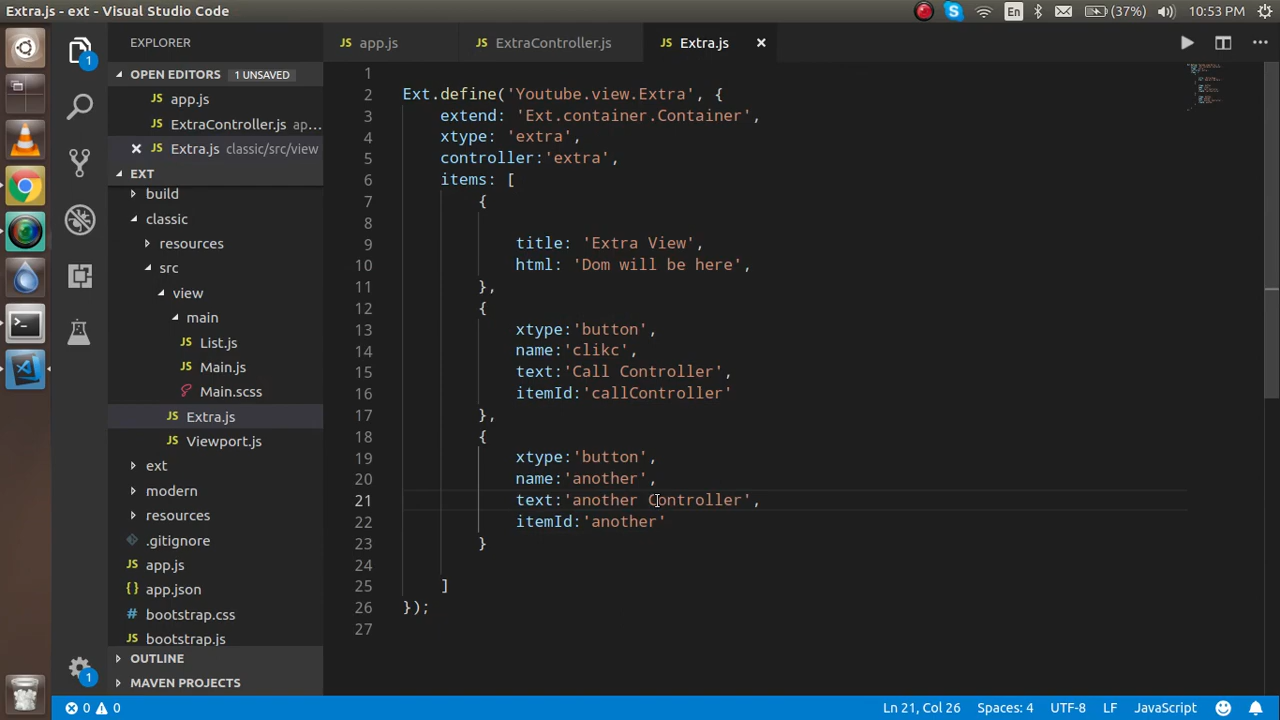 Extra.js - ext - Visual Studio Code
En
(37%)
10:53 PM
EXPLORER
app.js
ExtraController.js
Extra.js
1
OPEN EDITORS
1 UNSAVED
app.js
ExtraController.js ap...
Extra.js classic/src/view
EXT
build
classic
resources
src
view
main
List.js
Main.js
Main.scss
Extra.js
Viewport.js
ext
modern
resources
.gitignore
app.js
app.json
bootstrap.css
bootstrap.js
OUTLINE
MAVEN PROJECTS
1
1
2 Ext.define('Youtube.view.Extra', {
3 extend: 'Ext.container.Container',
4 xtype: 'extra',
5 controller:'extra',
6 items: [
7 {
8
9 title: 'Extra View',
10 html: 'Dom will be here',
11 },
12 {
13 xtype:'button',
14 name:'clikc',
15 text:'Call Controller',
16 itemId:'callController'
17 },
18 {
19 xtype:'button',
20 name:'another',
21 text:'another Controller',
22 itemId:'another'
23 }
24
25 ]
26 });
27
0 0
Ln 21, Col 26
Spaces: 4
UTF-8
LF
JavaScript